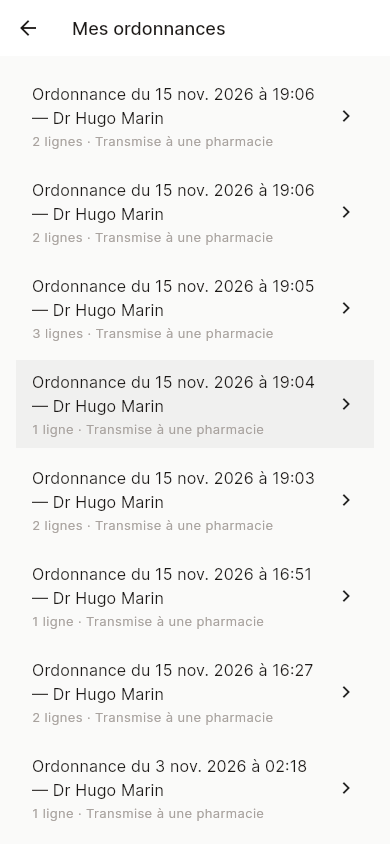 Mes ordonnances
Ordonnance du 15 nov. 2026 à 19:06
— Dr Hugo Marin
2 lignes · Transmise à une pharmacie
Ordonnance du 15 nov. 2026 à 19:06
— Dr Hugo Marin
2 lignes · Transmise à une pharmacie
Ordonnance du 15 nov. 2026 à 19:05
— Dr Hugo Marin
3 lignes · Transmise à une pharmacie
Ordonnance du 15 nov. 2026 à 19:04
— Dr Hugo Marin
1 ligne · Transmise à une pharmacie
Ordonnance du 15 nov. 2026 à 19:03
— Dr Hugo Marin
2 lignes · Transmise à une pharmacie
Ordonnance du 15 nov. 2026 à 16:51
— Dr Hugo Marin
1 ligne · Transmise à une pharmacie
Ordonnance du 15 nov. 2026 à 16:27
— Dr Hugo Marin
2 lignes · Transmise à une pharmacie
Ordonnance du 3 nov. 2026 à 02:18
— Dr Hugo Marin
1 ligne · Transmise à une pharmacie